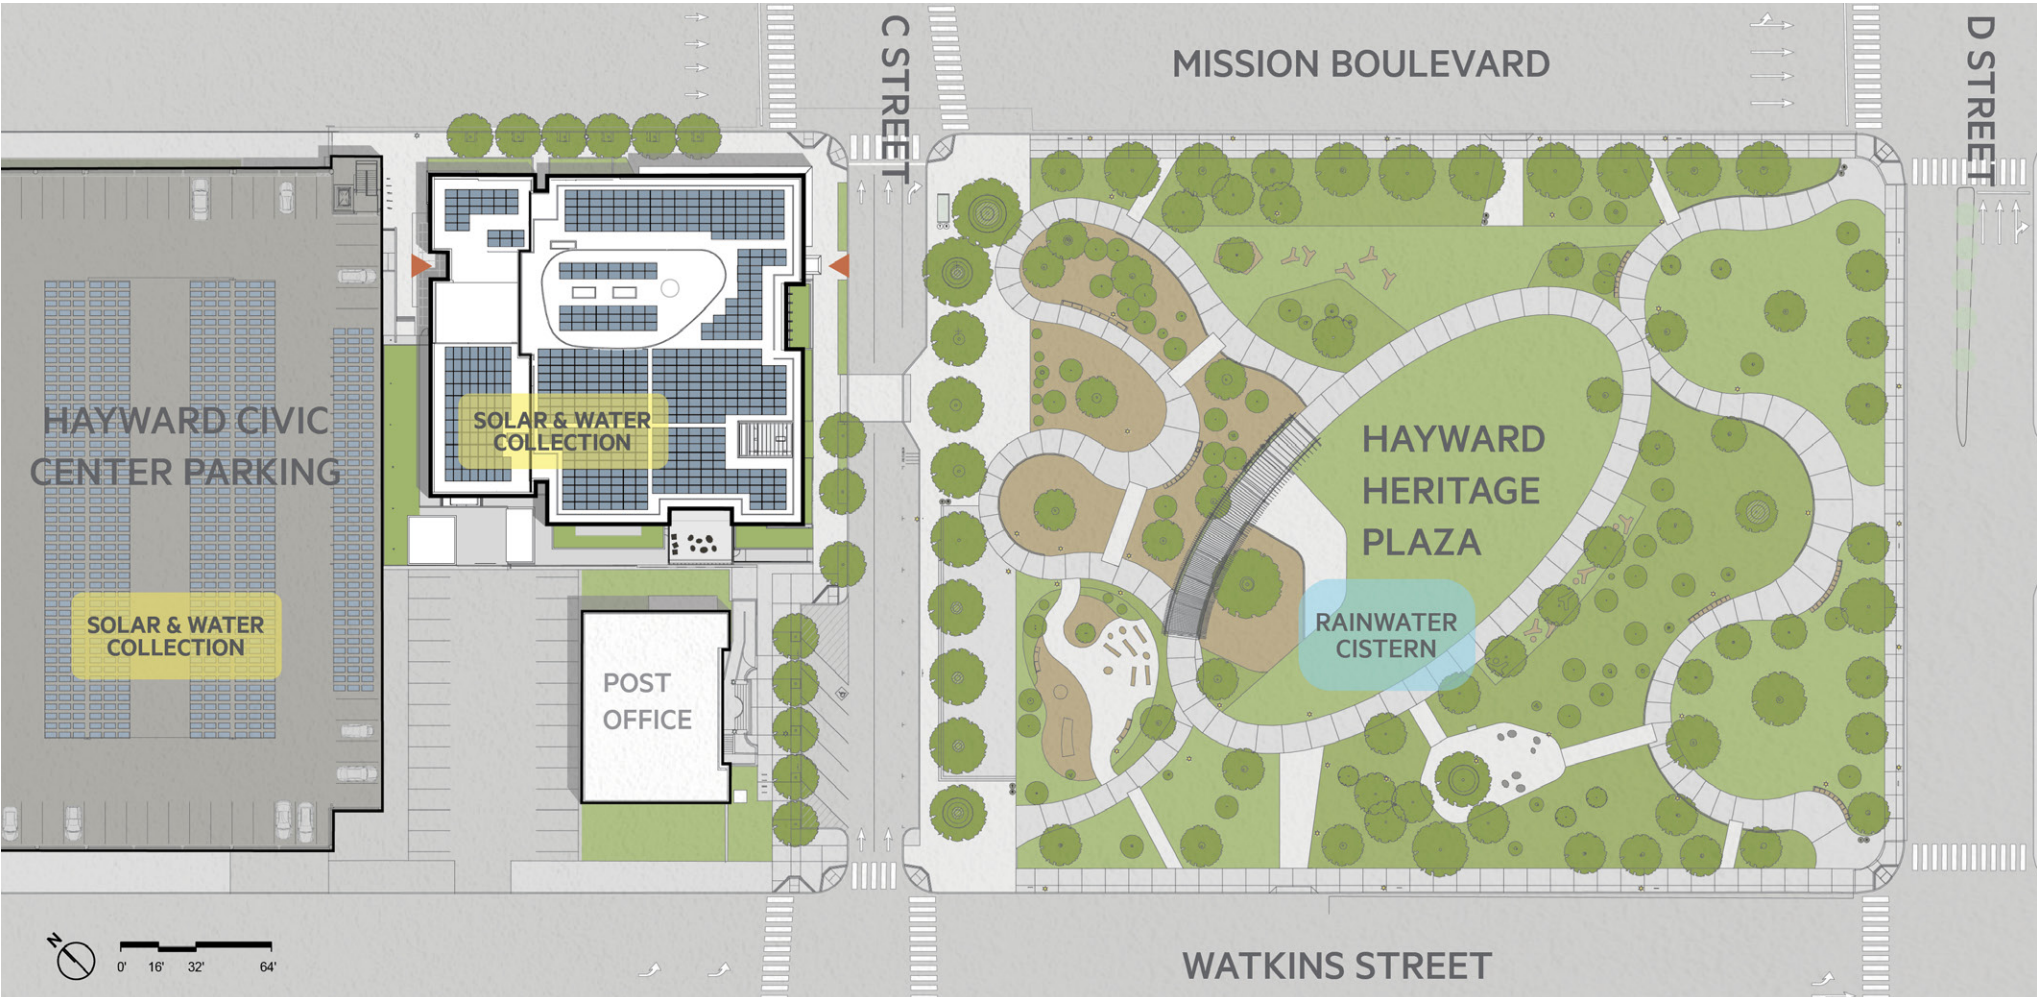 C STREET
MISSION BOULEVARD
D STREET
HAYWARD CIVIC
CENTER PARKING
SOLAR & WATER
COLLECTION
HAYWARD
HERITAGE
PLAZA
SOLAR & WATER
COLLECTION
RAINWATER
CISTERN
POST
OFFICE
N
0' 16' 32' 64'
WATKINS STREET